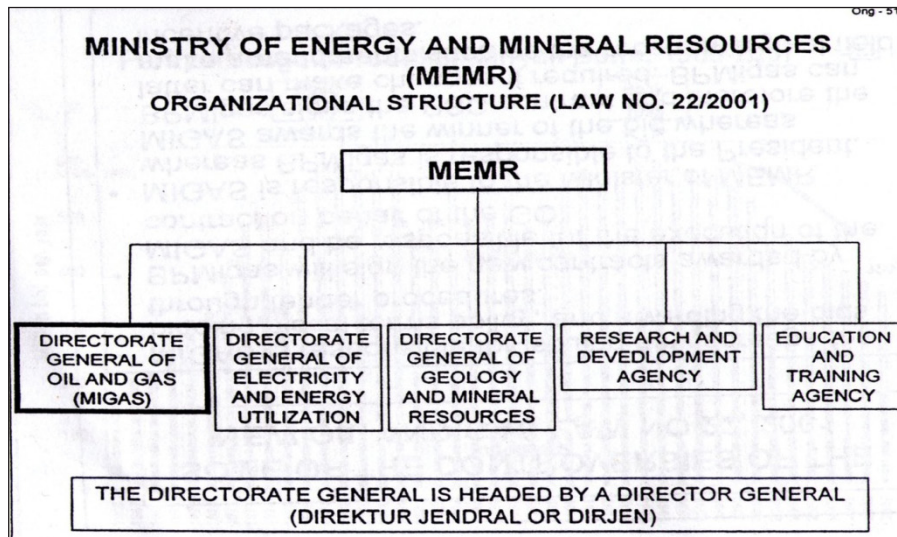 Ong - 51
MINISTRY OF ENERGY AND MINERAL RESOURCES
(MEMR)
ORGANIZATIONAL STRUCTURE (LAW NO. 22/2001)
MEMR
DIRECTORATE
GENERAL OF
OIL AND GAS
(MIGAS)
DIRECTORATE
GENERAL OF
ELECTRICITY
AND ENERGY
UTILIZATION
DIRECTORATE
GENERAL OF
GEOLOGY
AND MINERAL
RESOURCES
RESEARCH AND
DEVEDLOPMENT
AGENCY
EDUCATION
AND
TRAINING
AGENCY
THE DIRECTORATE GENERAL IS HEADED BY A DIRECTOR GENERAL
(DIREKTUR JENDRAL OR DIRJEN)